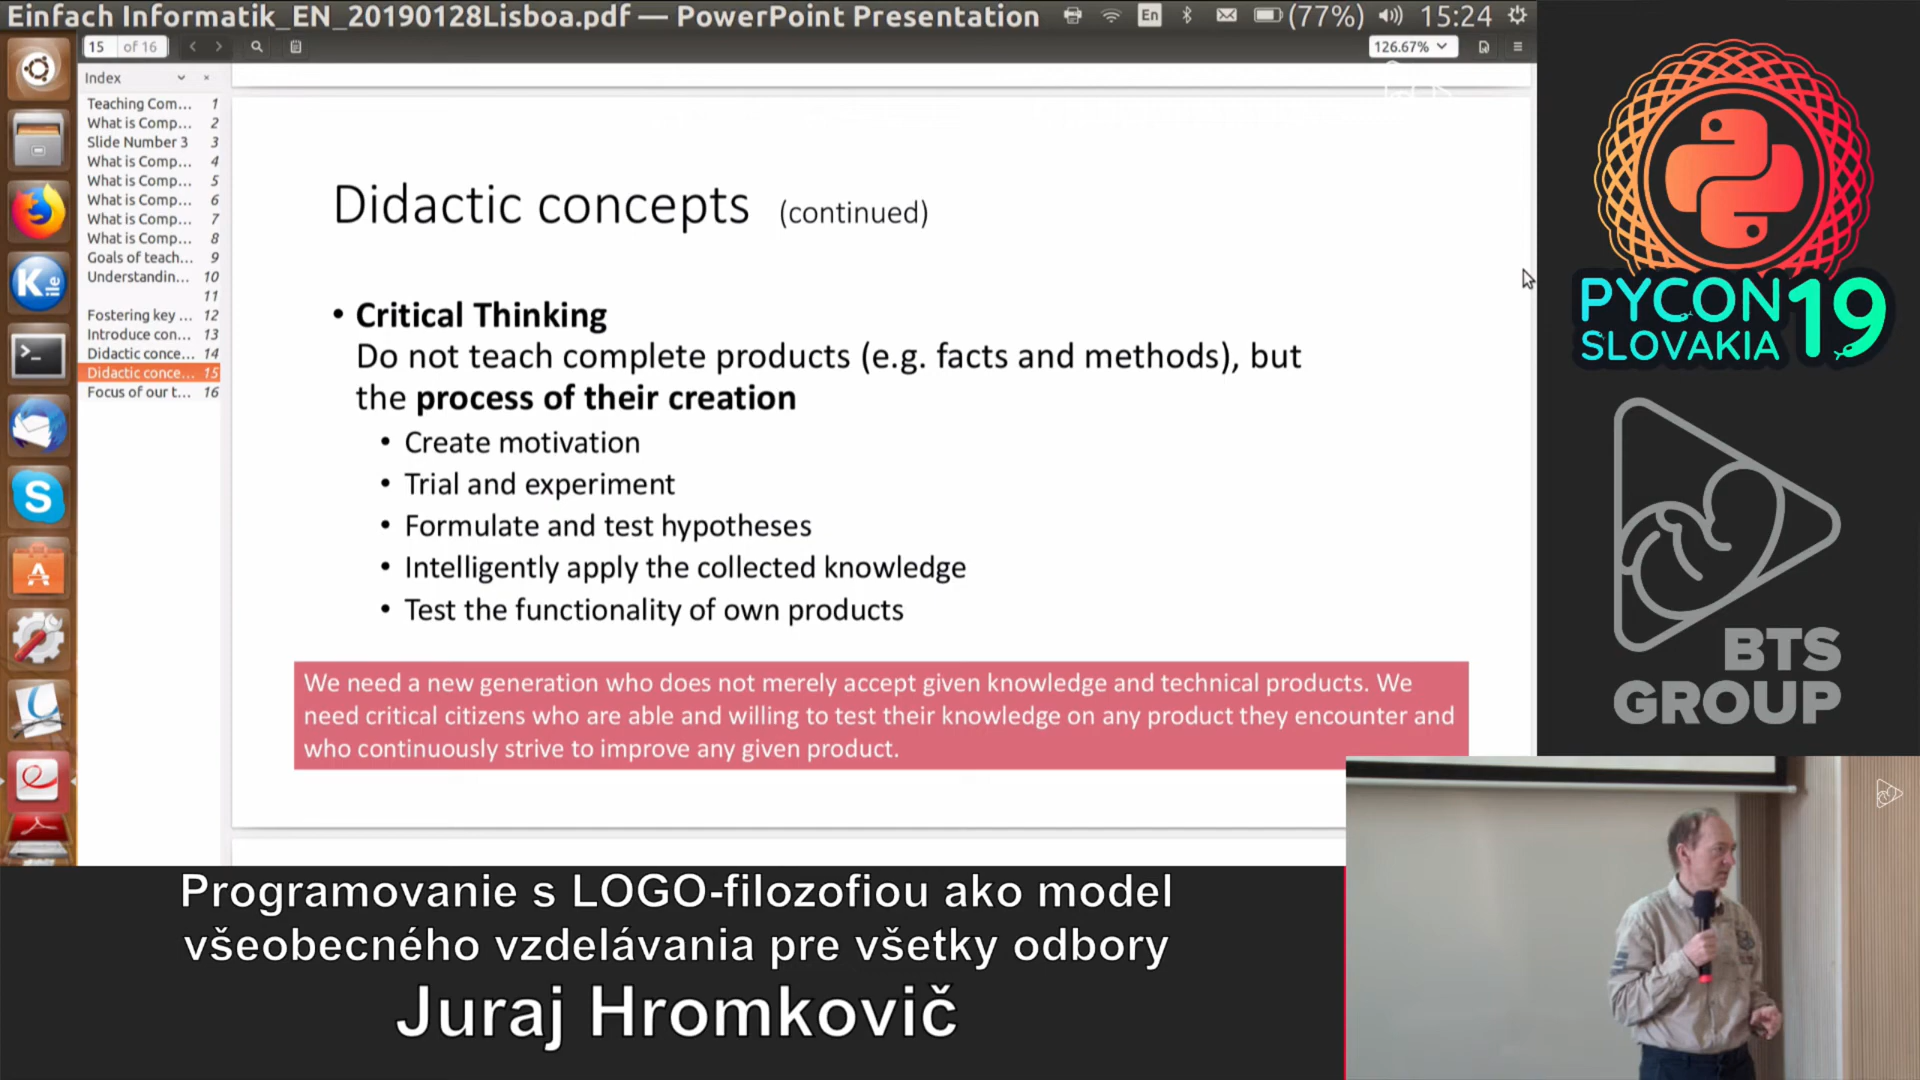 Einfach Informatik_EN_20190128Lisboa.pdf — PowerPoint Presentation
En
(77%)
15:24
15 of 16
126.67%
Index
Teaching Com... 1
What is Comp... 2
Slide Number 3 3
What is Comp... 4
What is Comp... 5
What is Comp... 6
What is Comp... 7
What is Comp... 8
Goals of teach... 9
Understandin... 10
11
Fostering key ... 12
Introduce con... 13
Didactic conce... 14
Didactic conce... 15
Focus of our t... 16
Didactic concepts (continued)
• Critical Thinking
Do not teach complete products (e.g. facts and methods), but
the process of their creation
• Create motivation
• Trial and experiment
• Formulate and test hypotheses
• Intelligently apply the collected knowledge
• Test the functionality of own products
We need a new generation who does not merely accept given knowledge and technical products. We
need critical citizens who are able and willing to test their knowledge on any product they encounter and
who continuously strive to improve any given product.
PYCON
SLOVAKIA
19
BTS
GROUP
Programovanie s LOGO-filozofiou ako model
všeobecného vzdelávania pre všetky odbory
Juraj Hromkovič